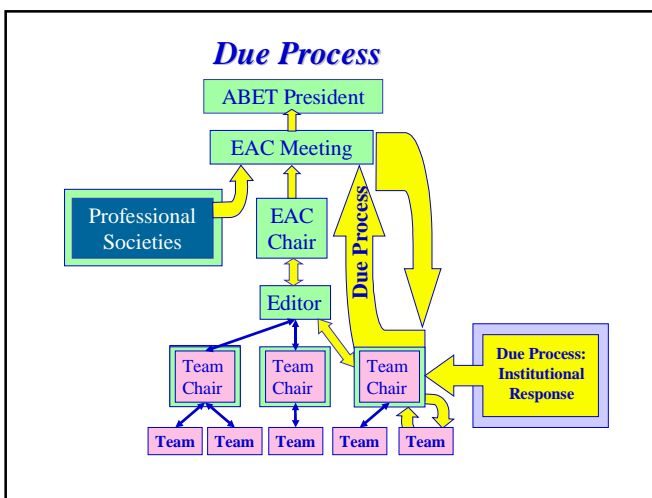 Due Process
ABET President
EAC Meeting
Professional
Societies
EAC
Chair
Due Process
Editor
Team
Chair
Team
Chair
Team
Chair
Due Process:
Institutional
Response
Team
Team
Team
Team
Team